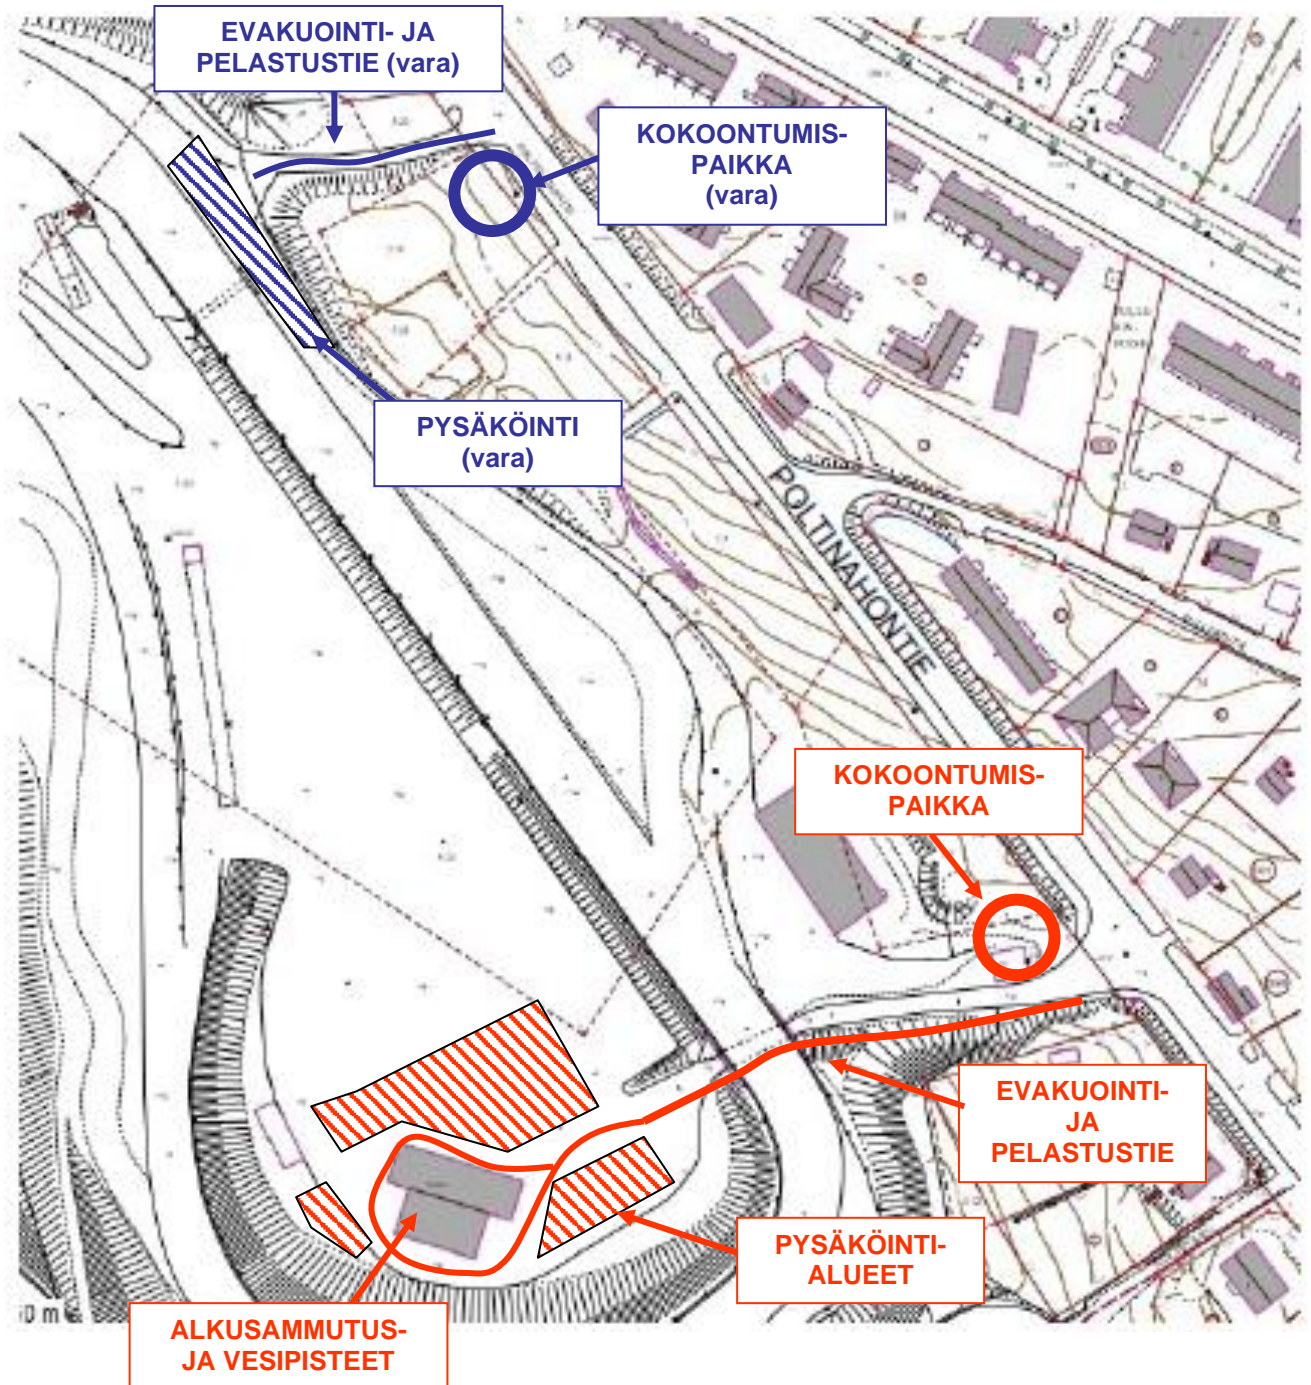 EVAKUOINTI- JA
PELASTUSTIE (vara)
KOKOONTUMIS-
PAIKKA
(vara)
PYSÄKÖINTI
(vara)
POLTINAHONTIE
KOKOONTUMIS-
PAIKKA
EVAKUOINTI-
JA
PELASTUSTIE
PYSÄKÖINTI-
ALUEET
ALKUSAMMUTUS-
JA VESIPISTEET